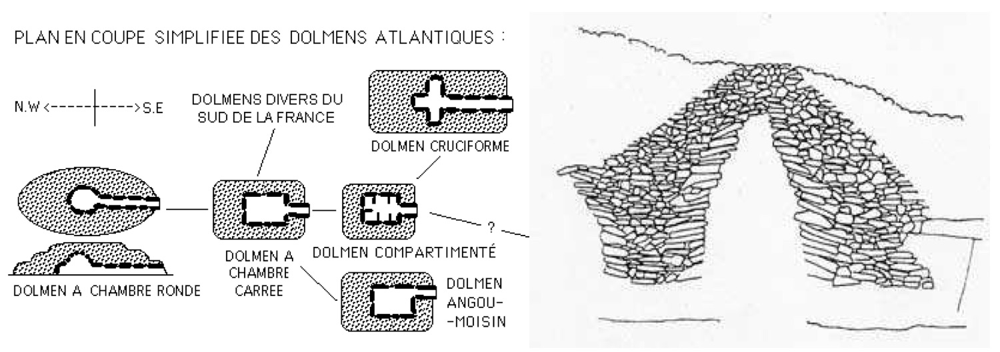 PLAN EN COUPE SIMPLIFIEE DES DOLMENS ATLANTIQUES :
N.W <------------>S.E
DOLMENS DIVERS DU
SUD DE LA FRANCE
DOLMEN CRUCIFORME
DOLMEN A CHAMBRE RONDE
DOLMEN A
CHAMBRE
CARREE
DOLMEN COMPARTIMENTÉ
?
DOLMEN
ANGOU-
-MOISIN